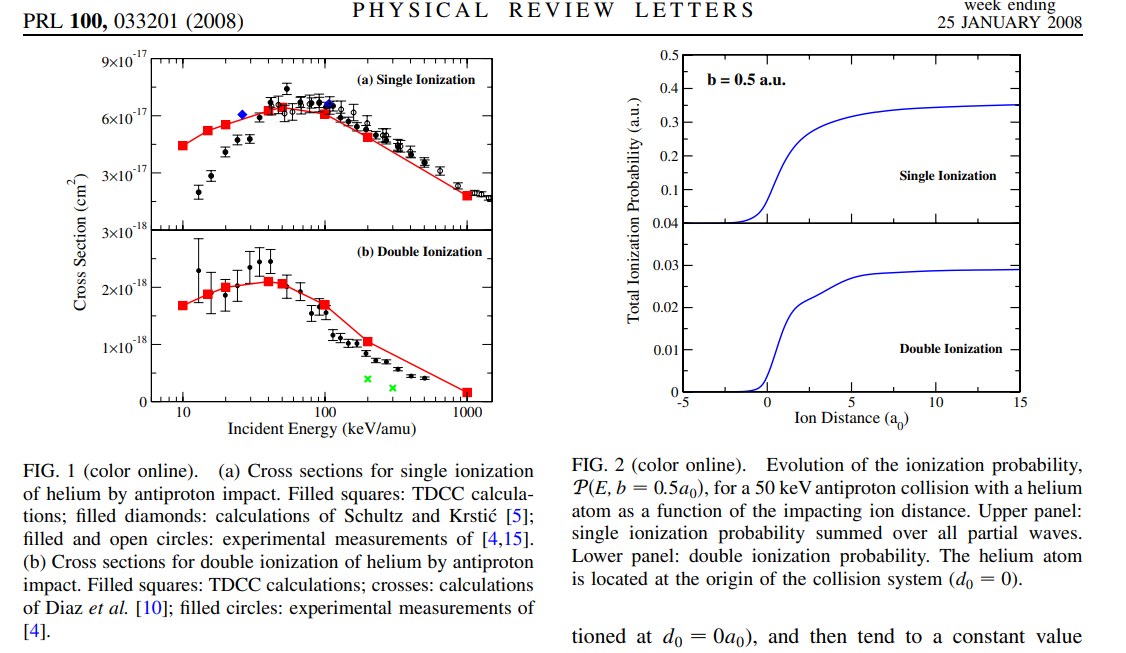 PRL 100, 033201 (2008)
PHYSICAL REVIEW LETTERS
week ending
25 JANUARY 2008
9×10⁻¹⁷
6×10⁻¹⁷
3×10⁻¹⁷
3×10⁻¹⁸
2×10⁻¹⁸
1×10⁻¹⁸
0
Cross Section (cm²)
(a) Single Ionization
(b) Double Ionization
10
100
1000
Incident Energy (keV/amu)
0.5
0.4
0.3
0.2
0.1
0.04
0.03
0.02
0.01
0
Total Ionization Probability (a.u.)
b = 0.5 a.u.
Single Ionization
Double Ionization
-5
0
5
10
15
Ion Distance (a₀)
FIG. 1 (color online). (a) Cross sections for single ionization
of helium by antiproton impact. Filled squares: TDCC calcula-
tions; filled diamonds: calculations of Schultz and Krstić [5];
filled and open circles: experimental measurements of [4,15].
(b) Cross sections for double ionization of helium by antiproton
impact. Filled squares: TDCC calculations; crosses: calculations
of Diaz et al. [10]; filled circles: experimental measurements of
[4].
FIG. 2 (color online). Evolution of the ionization probability,
𝒫(E, b = 0.5a₀), for a 50 keV antiproton collision with a helium
atom as a function of the impacting ion distance. Upper panel:
single ionization probability summed over all partial waves.
Lower panel: double ionization probability. The helium atom
is located at the origin of the collision system (d₀ = 0).
tioned at d₀ = 0a₀), and then tend to a constant value